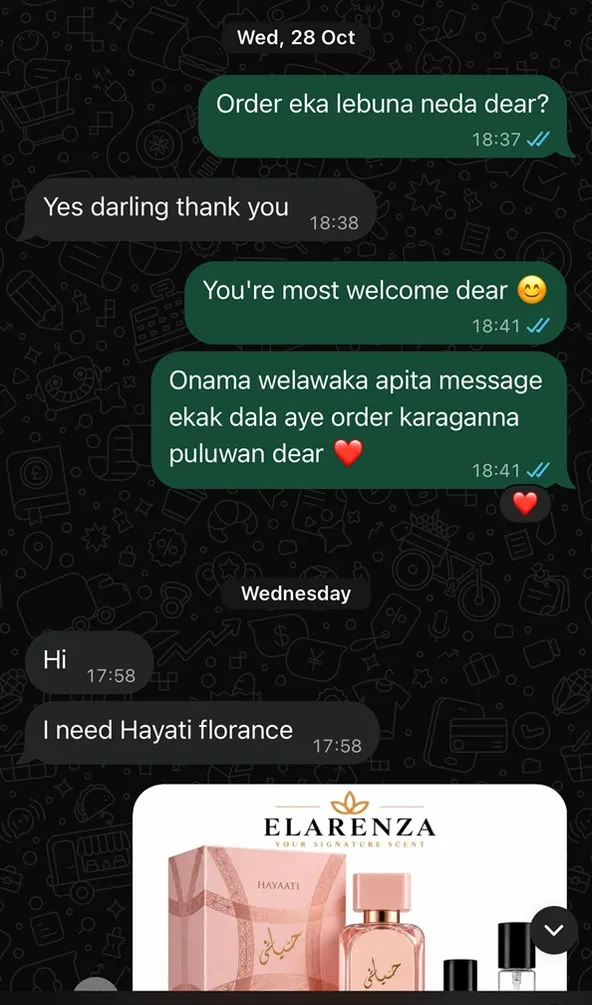 Wed, 28 Oct
Order eka lebuna neda dear?
18:37
Yes darling thank you
18:38
You're most welcome dear 😊
18:41
Onama welawaka apita message
ekak dala aye order karaganna
puluwan dear ❤️
18:41
❤️
Wednesday
Hi
17:58
I need Hayati florance
17:58
ELARENZA
YOUR SIGNATURE SCENT
HAYAATI
حياتي
حياتي